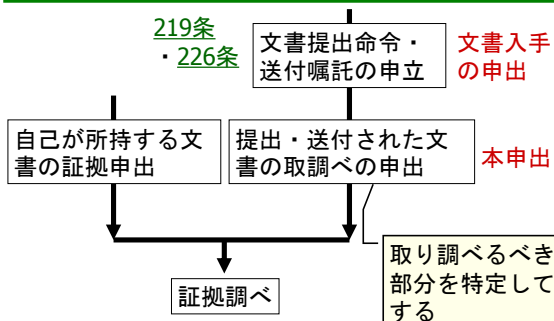 219条
・226条
文書提出命令・
送付嘱託の申立
文書入手
の申出
自己が所持する文
書の証拠申出
提出・送付された文
書の取調べの申出
本申出
取り調べるべき
部分を特定して
する
証拠調べ